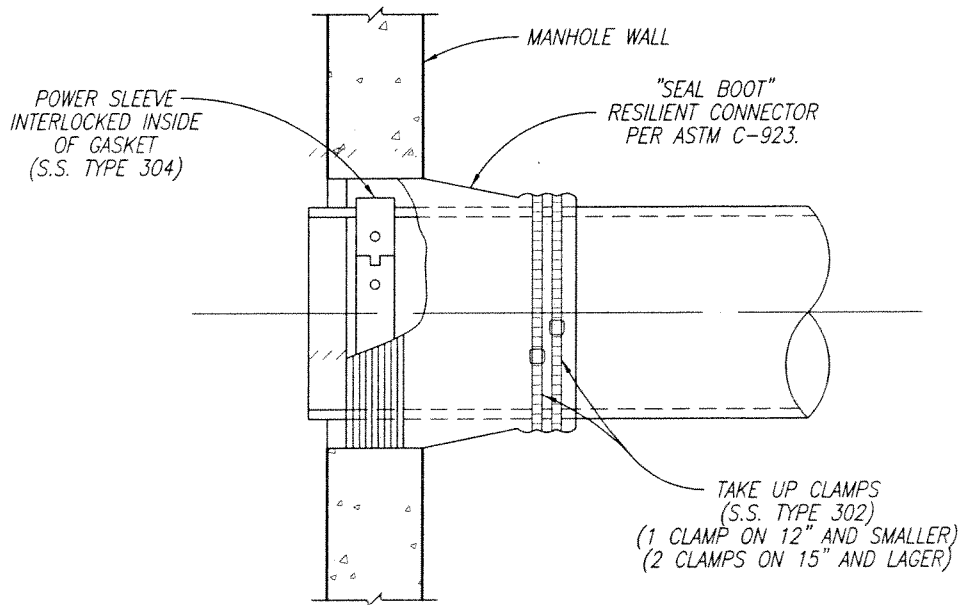 MANHOLE WALL
"SEAL BOOT"
RESILIENT CONNECTOR
PER ASTM C-923.
POWER SLEEVE
INTERLOCKED INSIDE
OF GASKET
(S.S. TYPE 304)
TAKE UP CLAMPS
(S.S. TYPE 302)
(1 CLAMP ON 12" AND SMALLER)
(2 CLAMPS ON 15" AND LAGER)